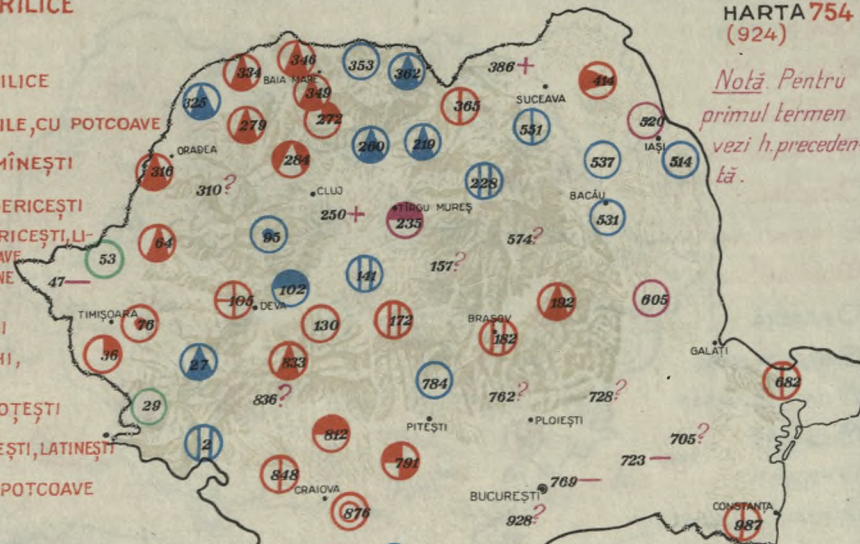 RILICE
HARTA 754
(924)
Notă. Pentru
primul termen
vezi h.preceden-
tă.
ILICE
ILE, CU POTCOAVE
MÎNEȘTI
ERICEȘTI
RICEȘTI, LI-
AVE
NE
I
HI,
OȚEȘTI
EȘTI, LATINEȘTI
POTCOAVE
334
346
353
362
386 +
414
BAIA MARE
349
325
365
SUCEAVA
520
279
272
551
IAȘI
ORADEA
284
260
219
537
514
316
310 ?
228
CLUJ
BACĂU
250 +
TÎRGU MUREȘ
235
531
64
95
574 ?
53
157 ?
47 —
102
141
105
DEVA
192
605
TIMIȘOARA
76
130
172
BRAȘOV
182
GALAȚI
36
27
833
682
784
836 ?
762 ?
728 ?
29
PITEȘTI
PLOIEȘTI
812
705 ?
2
791
723 —
848
769 —
CRAIOVA
BUCUREȘTI
876
928 ?
CONSTANȚA
987